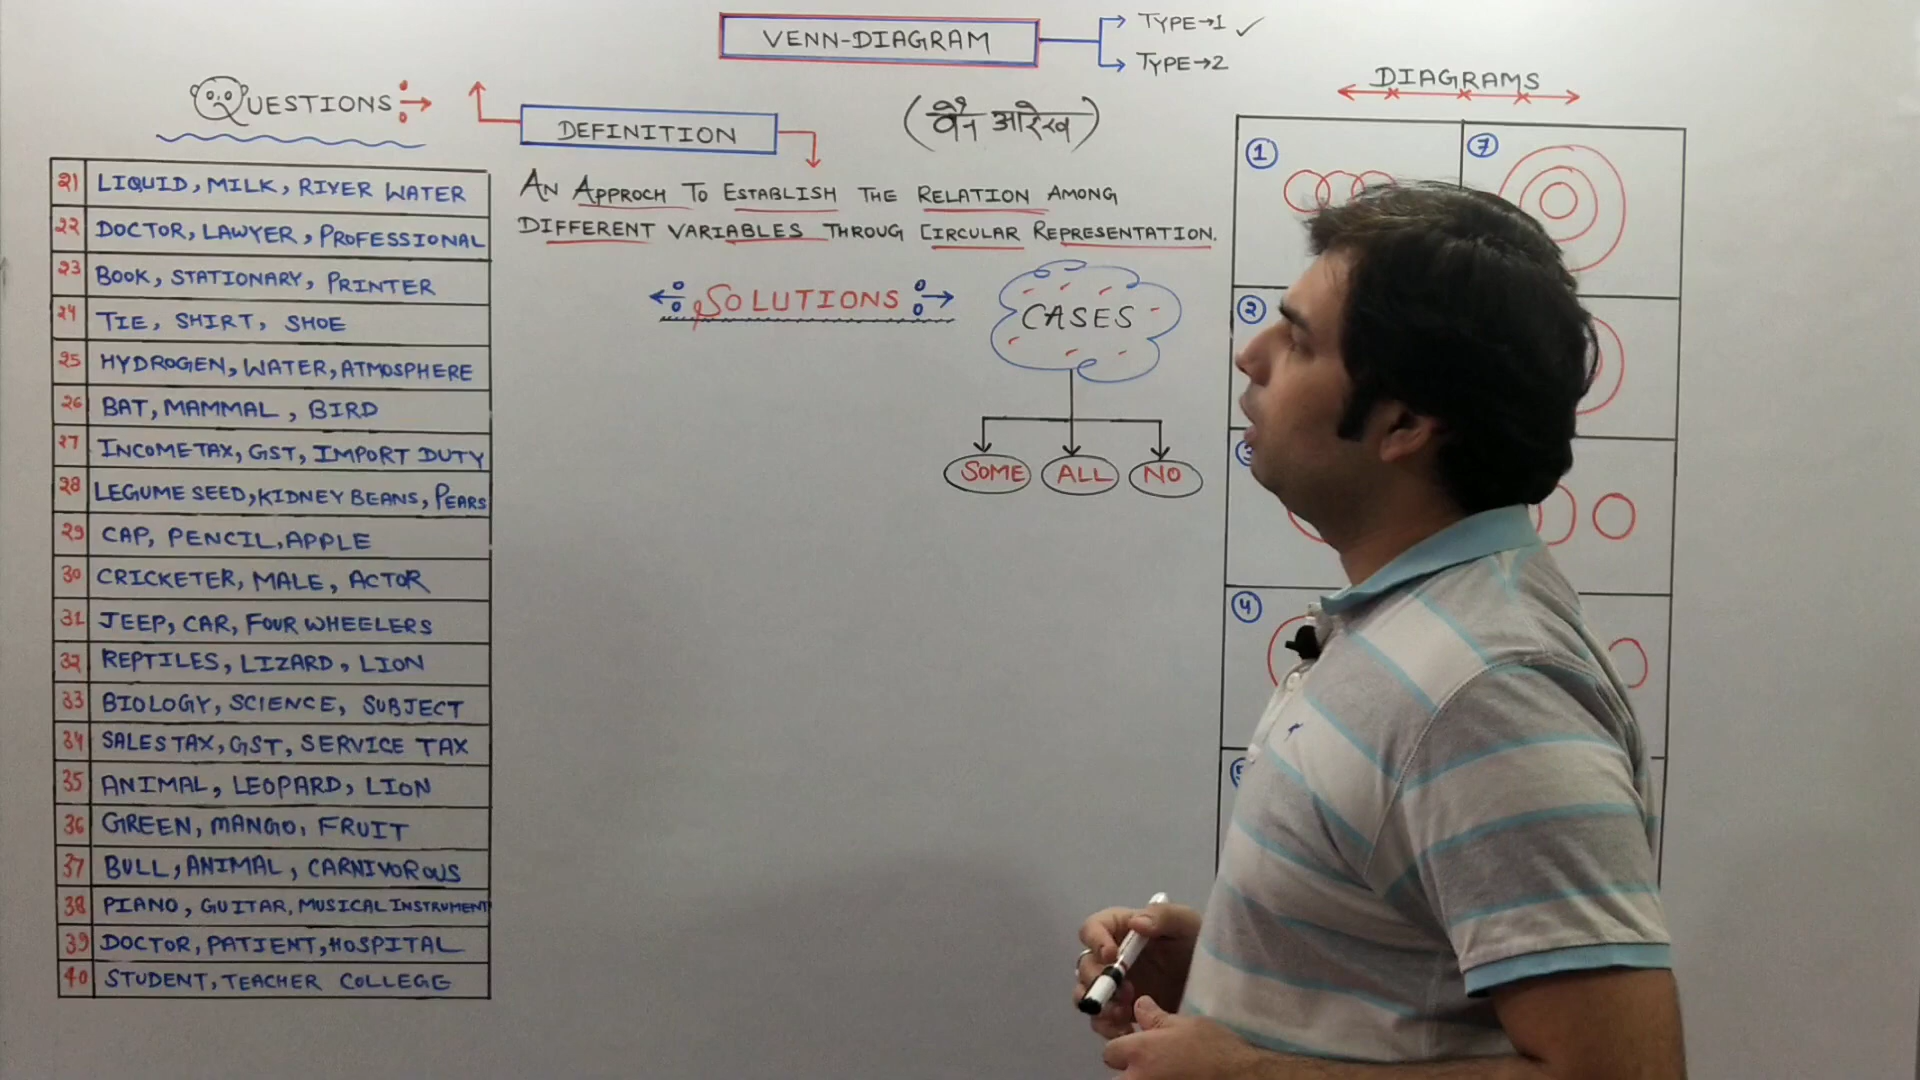 VENN-DIAGRAM
TYPE→1 ✓
TYPE→2
(वैन आरेख)
QUESTIONS
DEFINITION
AN APPROCH TO ESTABLISH THE RELATION AMONG
DIFFERENT VARIABLES THROUG CIRCULAR REPRESENTATION.
SOLUTIONS
CASES
SOME ALL NO
21 LIQUID, MILK, RIVER WATER
22 DOCTOR, LAWYER, PROFESSIONAL
23 BOOK, STATIONARY, PRINTER
24 TIE, SHIRT, SHOE
25 HYDROGEN, WATER, ATMOSPHERE
26 BAT, MAMMAL, BIRD
27 INCOME TAX, GST, IMPORT DUTY
28 LEGUME SEED, KIDNEY BEANS, PEARS
29 CAP, PENCIL, APPLE
30 CRICKETER, MALE, ACTOR
31 JEEP, CAR, FOUR WHEELERS
32 REPTILES, LIZARD, LION
33 BIOLOGY, SCIENCE, SUBJECT
34 SALES TAX, GST, SERVICE TAX
35 ANIMAL, LEOPARD, LION
36 GREEN, MANGO, FRUIT
37 BULL, ANIMAL, CARNIVOROUS
38 PIANO, GUITAR, MUSICAL INSTRUMENT
39 DOCTOR, PATIENT, HOSPITAL
40 STUDENT, TEACHER COLLEGE
DIAGRAMS
1
7
2
3
4
5